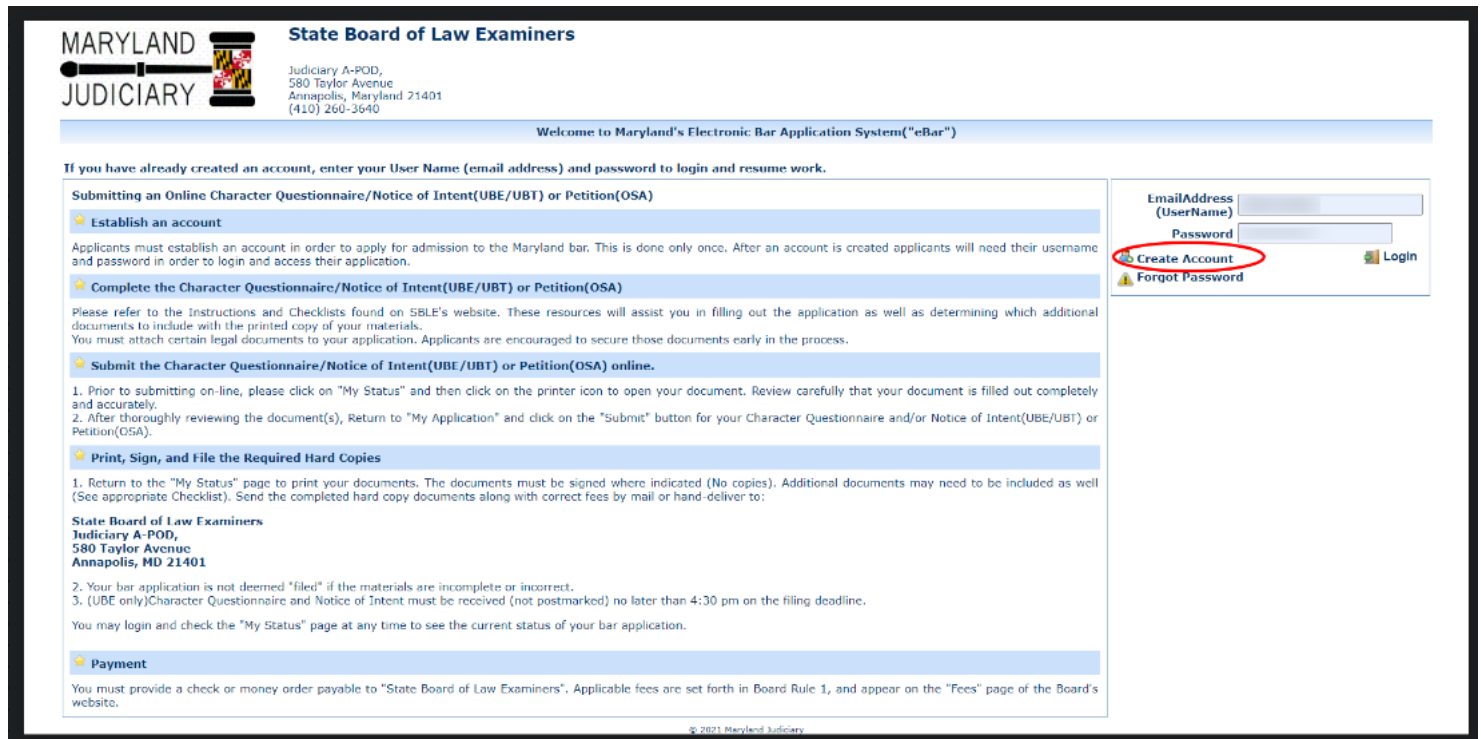 MARYLAND
JUDICIARY
State Board of Law Examiners
Judiciary A-POD,
580 Taylor Avenue
Annapolis, Maryland 21401
(410) 260-3640
Welcome to Maryland's Electronic Bar Application System("eBar")
If you have already created an account, enter your User Name (email address) and password to login and resume work.
Submitting an Online Character Questionnaire/Notice of Intent(UBE/UBT) or Petition(OSA)
Establish an account
Applicants must establish an account in order to apply for admission to the Maryland bar. This is done only once. After an account is created applicants will need their username
and password in order to login and access their application.
Complete the Character Questionnaire/Notice of Intent(UBE/UBT) or Petition(OSA)
Please refer to the Instructions and Checklists found on SBLE's website. These resources will assist you in filling out the application as well as determining which additional
documents to include with the printed copy of your materials.
You must attach certain legal documents to your application. Applicants are encouraged to secure those documents early in the process.
Submit the Character Questionnaire/Notice of Intent(UBE/UBT) or Petition(OSA) online.
1. Prior to submitting on-line, please click on "My Status" and then click on the printer icon to open your document. Review carefully that your document is filled out completely
and accurately.
2. After thoroughly reviewing the document(s), Return to "My Application" and click on the "Submit" button for your Character Questionnaire and/or Notice of Intent(UBE/UBT) or
Petition(OSA).
Print, Sign, and File the Required Hard Copies
1. Return to the "My Status" page to print your documents. The documents must be signed where indicated (No copies). Additional documents may need to be included as well
(See appropriate Checklist). Send the completed hard copy documents along with correct fees by mail or hand-deliver to:
State Board of Law Examiners
Judiciary A-POD,
580 Taylor Avenue
Annapolis, MD 21401
2. Your bar application is not deemed "filed" if the materials are incomplete or incorrect.
3. (UBE only)Character Questionnaire and Notice of Intent must be received (not postmarked) no later than 4:30 pm on the filing deadline.
You may login and check the "My Status" page at any time to see the current status of your bar application.
Payment
You must provide a check or money order payable to "State Board of Law Examiners". Applicable fees are set forth in Board Rule 1, and appear on the "Fees" page of the Board's
website.
EmailAddress
(UserName)
Password
Create Account
Login
Forgot Password
© 2021 Maryland Judiciary